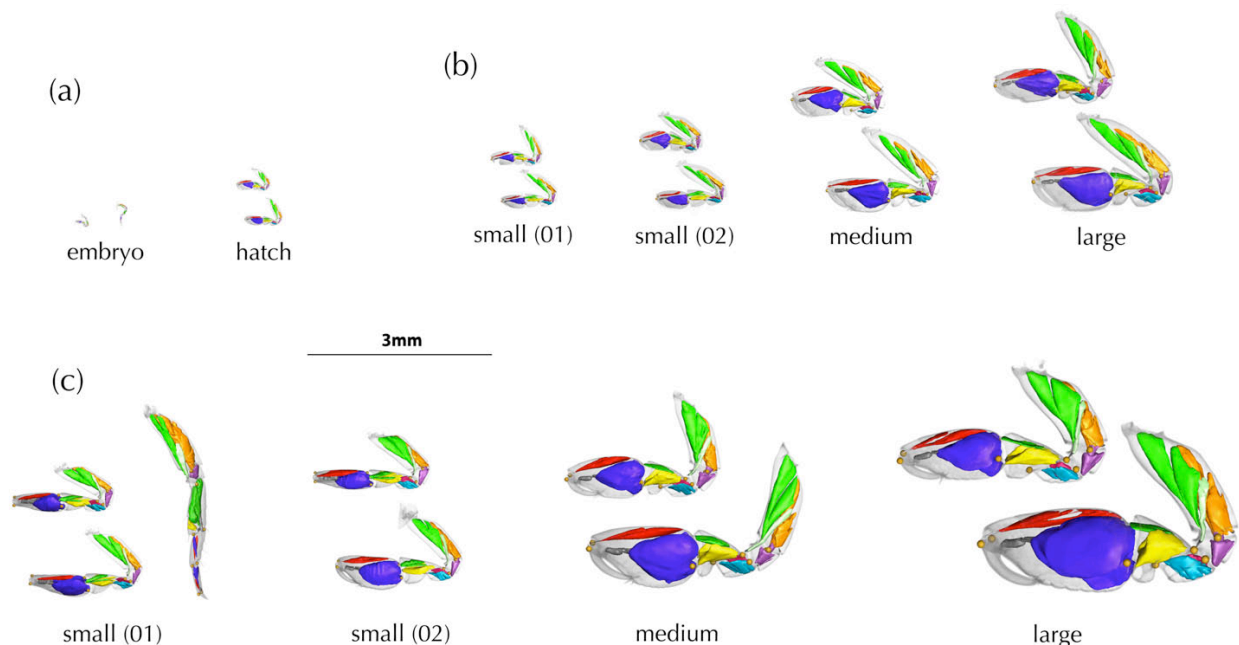 (a)
embryo
hatch
(b)
small (01)
small (02)
medium
large
3mm
(c)
small (01)
small (02)
medium
large